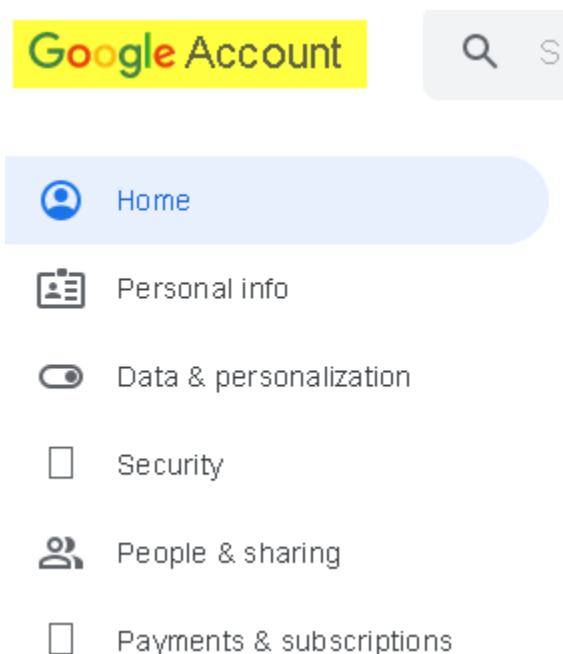 Google Account
Home
Personal info
Data & personalization
Security
People & sharing
Payments & subscriptions